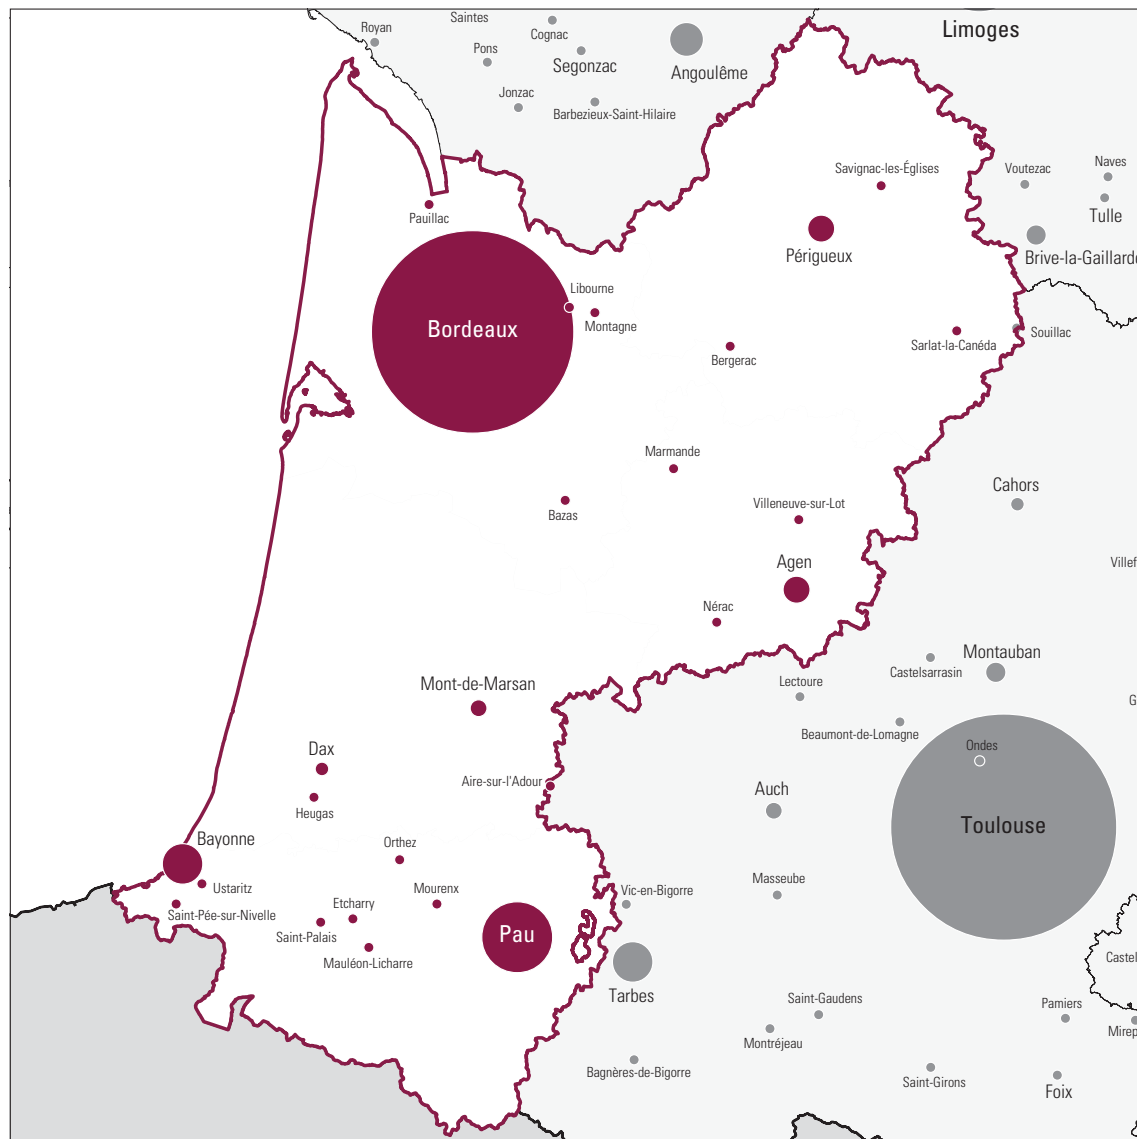 Royan
Saintes
Cognac
Limoges
Pons
Segonzac
Angoulême
Jonzac
Barbezieux-Saint-Hilaire
Savignac-les-Églises
Voutezac
Naves
Pauillac
Tulle
Périgueux
Brive-la-Gaillarde
Libourne
Bordeaux
Montagne
Souillac
Sarlat-la-Canéda
Bergerac
Marmande
Cahors
Villeneuve-sur-Lot
Bazas
Agen
Villef
Nérac
Montauban
Castelsarrasin
Lectoure
Mont-de-Marsan
G
Beaumont-de-Lomagne
Dax
Ondes
Aire-sur-l'Adour
Auch
Heugas
Toulouse
Bayonne
Orthez
Masseube
Ustaritz
Mourenx
Vic-en-Bigorre
Etcharry
Saint-Pée-sur-Nivelle
Saint-Palais
Pau
Mauléon-Licharre
Castel
Tarbes
Saint-Gaudens
Pamiers
Mirep
Montréjeau
Bagnères-de-Bigorre
Saint-Girons
Foix